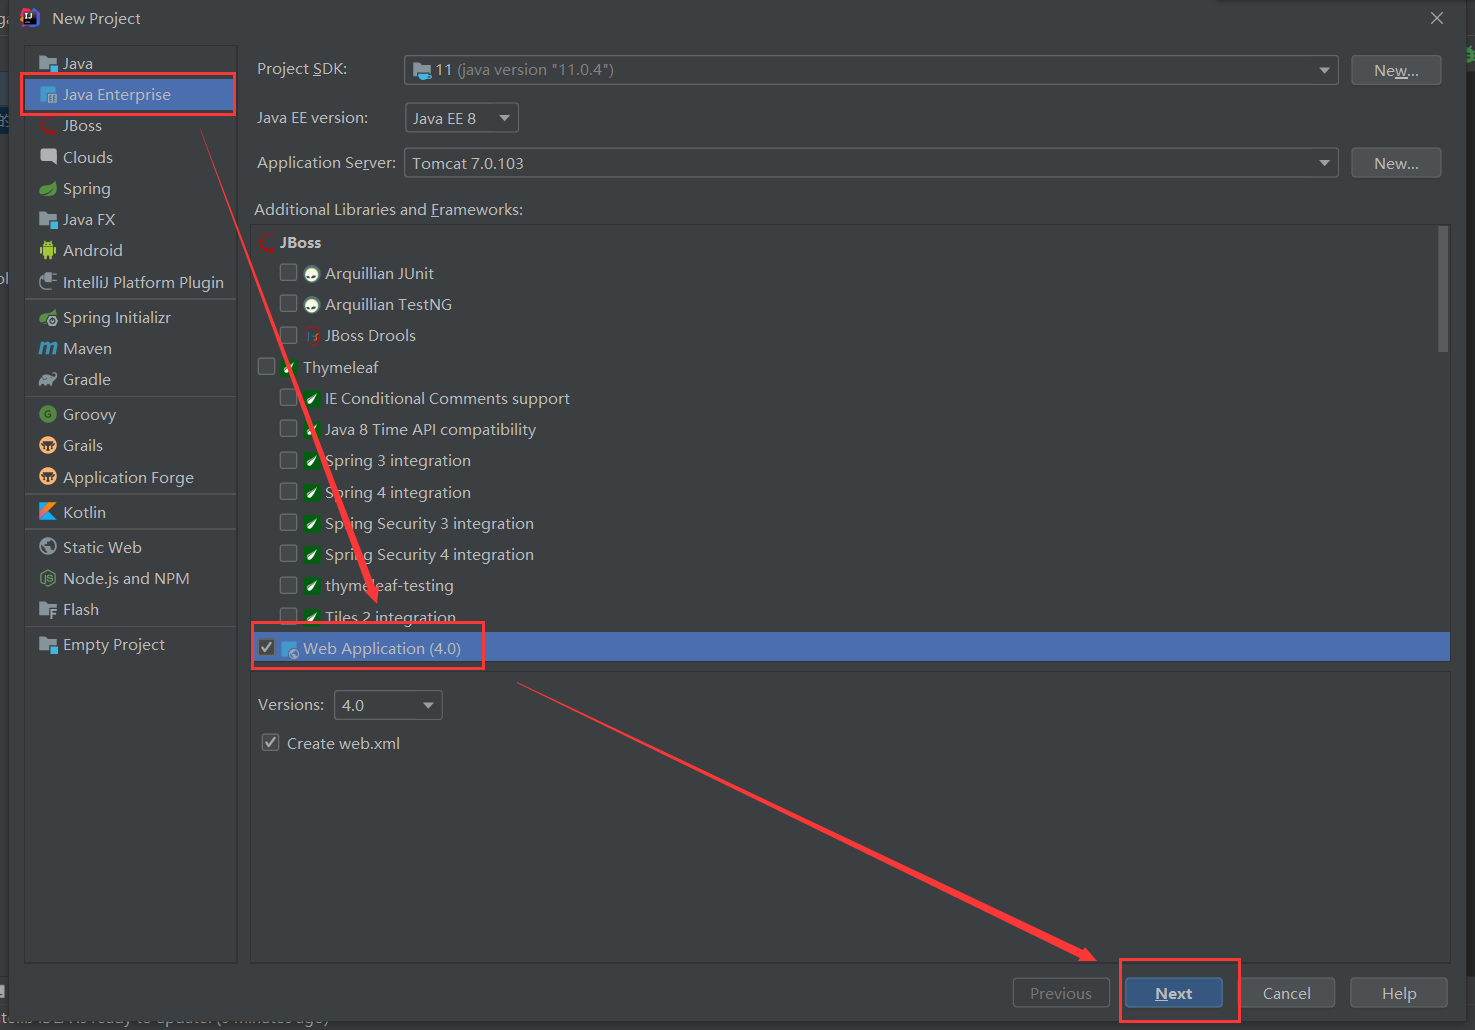 New Project
Java
Java Enterprise
JBoss
Clouds
Spring
Java FX
Android
IntelliJ Platform Plugin
Spring Initializr
Maven
Gradle
Groovy
Grails
Application Forge
Kotlin
Static Web
Node.js and NPM
Flash
Empty Project
Project SDK: 11 (java version "11.0.4") New...
Java EE version: Java EE 8
Application Server: Tomcat 7.0.103 New...
Additional Libraries and Frameworks:
JBoss
Arquillian JUnit
Arquillian TestNG
JBoss Drools
Thymeleaf
IE Conditional Comments support
Java 8 Time API compatibility
Spring 3 integration
Spring 4 integration
Spring Security 3 integration
Spring Security 4 integration
thymeleaf-testing
Tiles 2 integration
Web Application (4.0)
Versions: 4.0
Create web.xml
Previous Next Cancel Help